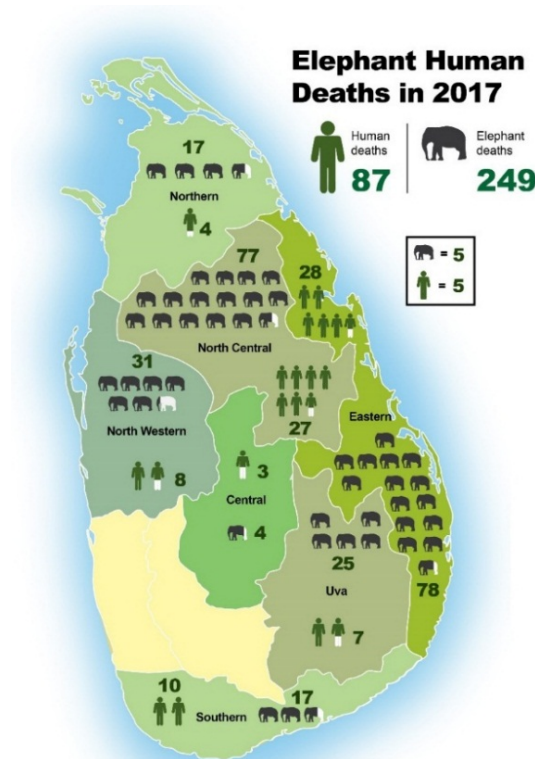 Elephant Human
Deaths in 2017
Human
deaths
87
Elephant
deaths
249
= 5
= 5
17
Northern
4
77
North Central
27
28
Eastern
78
31
North Western
8
3
Central
4
25
Uva
7
10
Southern
17